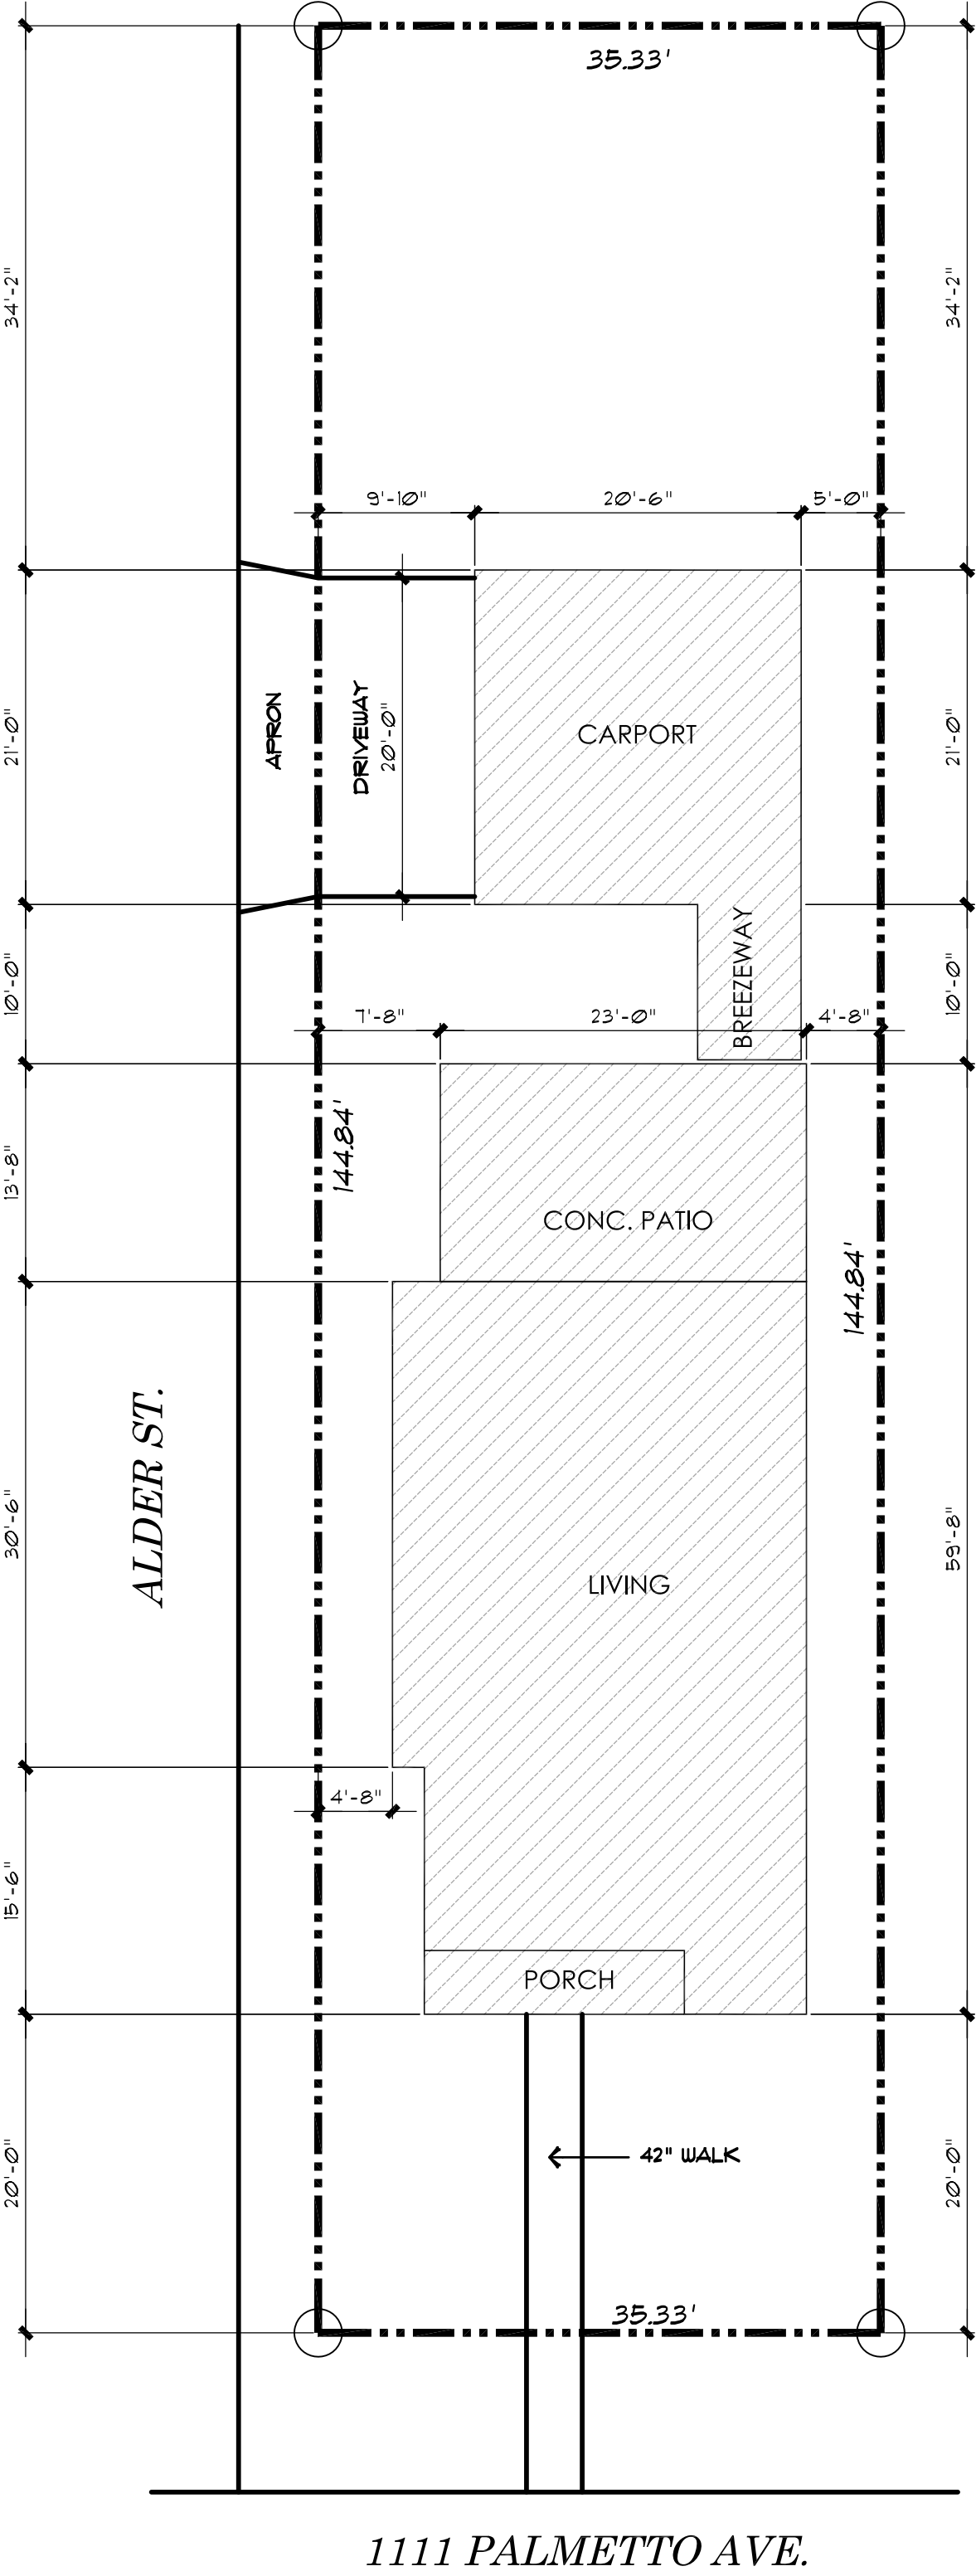 35.33'
34'-2"
34'-2"
9'-10"
20'-6"
5'-0"
21'-0"
APRON
DRIVEWAY
20'-0"
CARPORT
21'-0"
10'-0"
BREEZEWAY
10'-0"
7'-8"
23'-0"
4'-8"
13'-8"
144.84'
CONC. PATIO
144.84'
ALDER ST.
30'-6"
LIVING
59'-8"
4'-8"
15'-6"
PORCH
20'-0"
42" WALK
20'-0"
35.33'
1111 PALMETTO AVE.